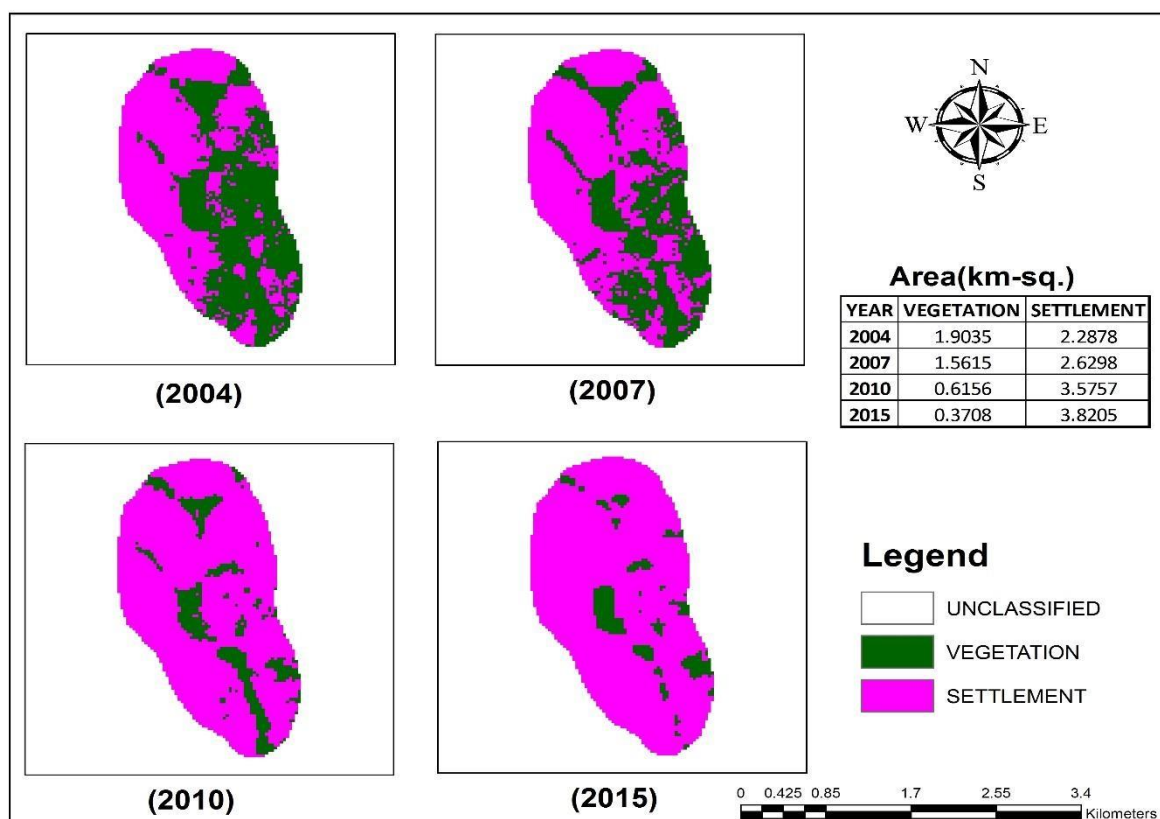 N
W E
S
Area(km-sq.)
YEAR VEGETATION SETTLEMENT
2004 1.9035 2.2878
2007 1.5615 2.6298
2010 0.6156 3.5757
2015 0.3708 3.8205
(2004)
(2007)
(2010)
(2015)
Legend
UNCLASSIFIED
VEGETATION
SETTLEMENT
0 0.425 0.85 1.7 2.55 3.4
Kilometers